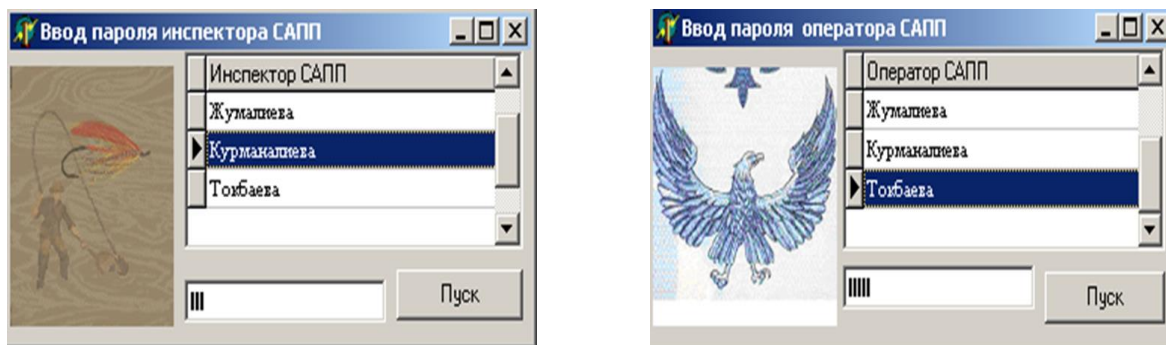 Ввод пароля инспектора САПП
Инспектор САПП
Жумалиева
Курманалиева
Токбаева
Пуск
Ввод пароля оператора САПП
Оператор САПП
Жумалиева
Курманалиева
Токбаева
Пуск